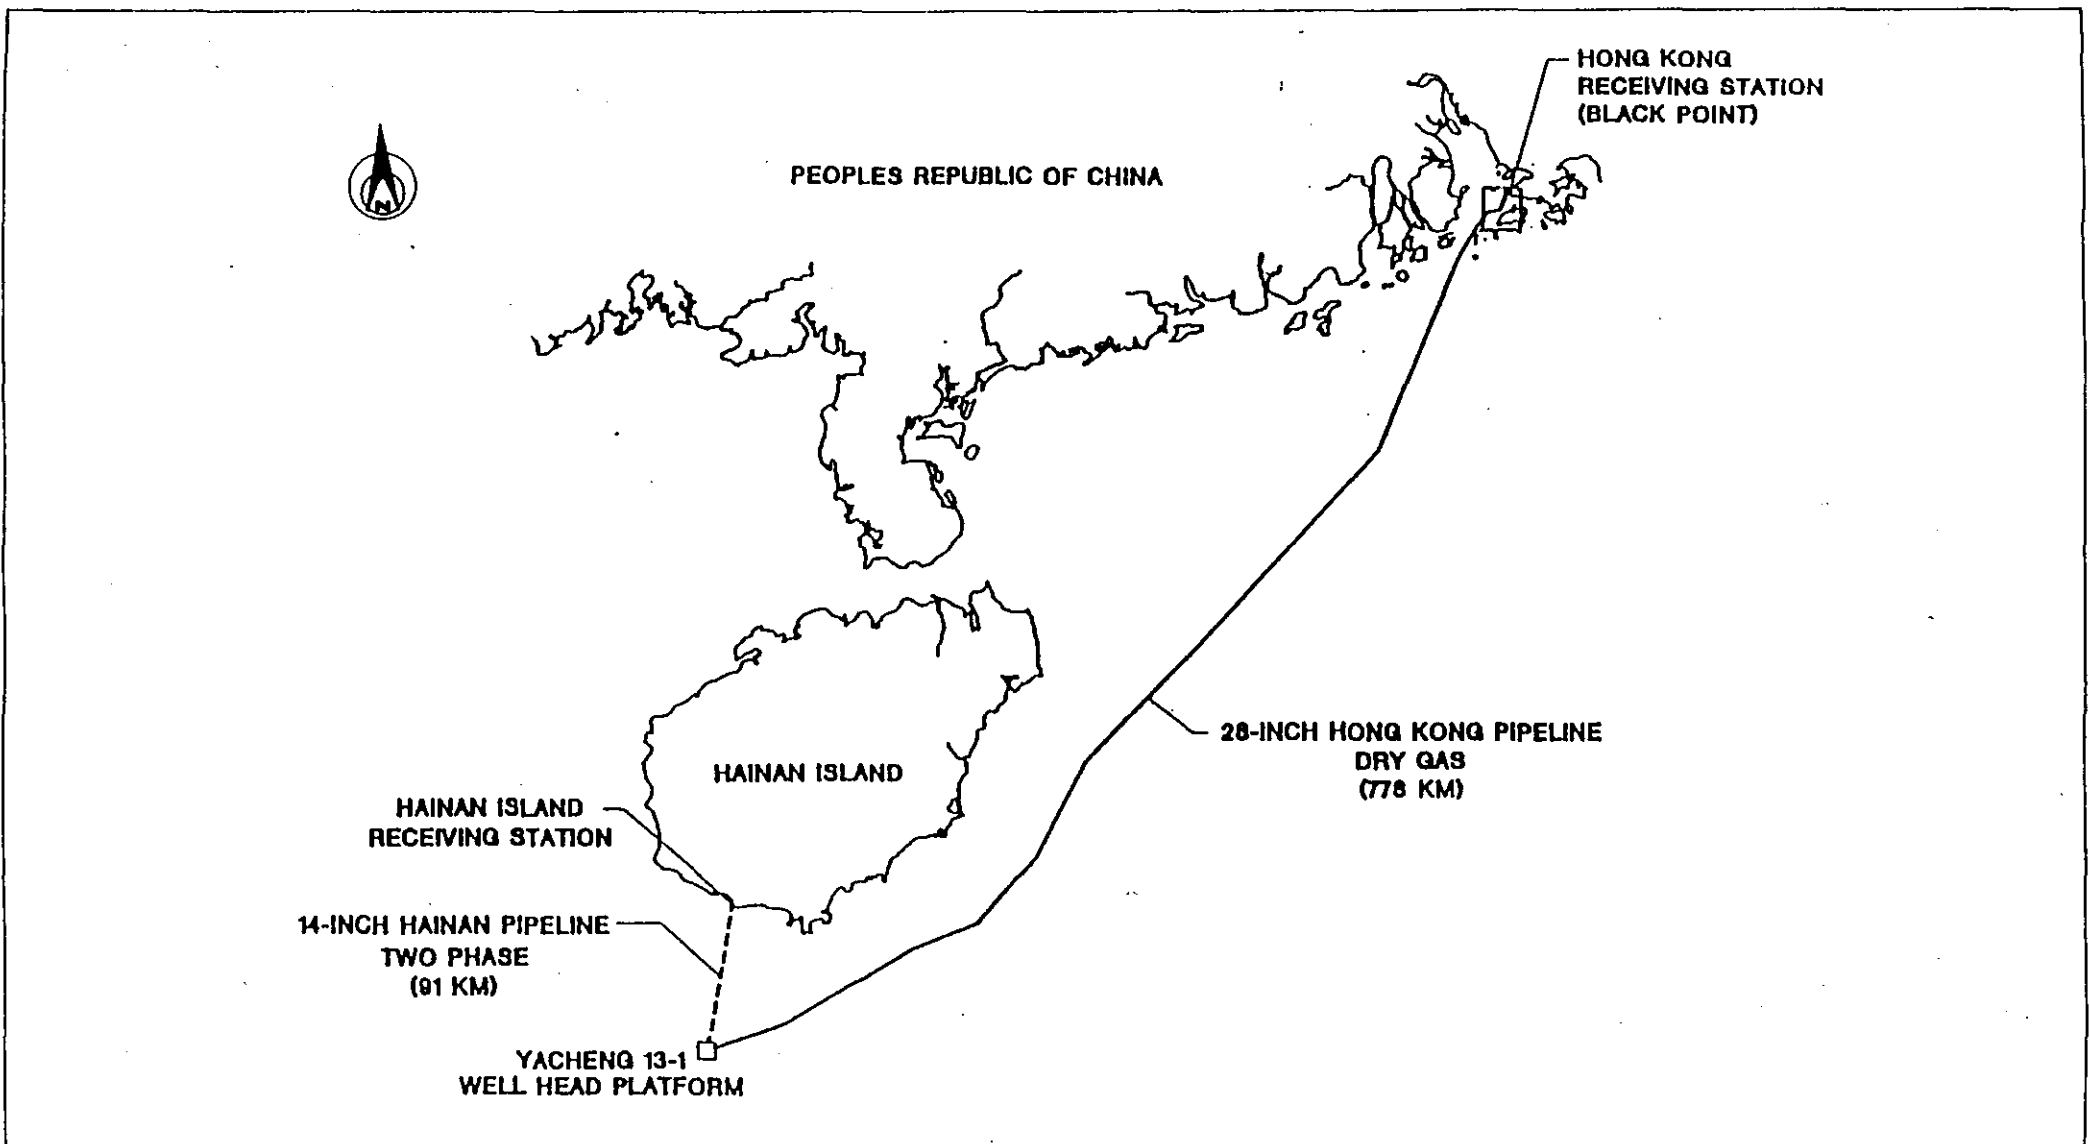 HONG KONG
RECEIVING STATION
(BLACK POINT)
PEOPLES REPUBLIC OF CHINA
N
28-INCH HONG KONG PIPELINE
DRY GAS
(778 KM)
HAINAN ISLAND
HAINAN ISLAND
RECEIVING STATION
14-INCH HAINAN PIPELINE
TWO PHASE
(91 KM)
YACHENG 13-1
WELL HEAD PLATFORM